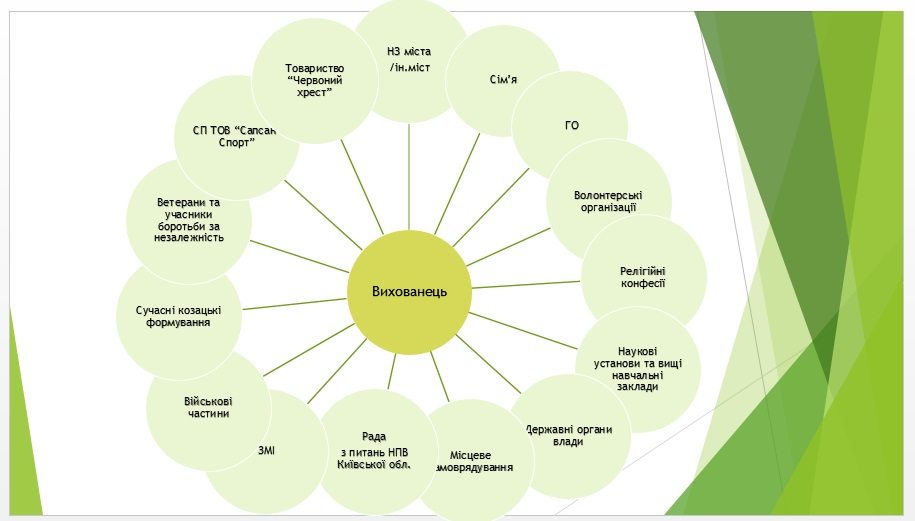 НЗ міста
/ін.міст
Сім’я
ГО
Волонтерські
організації
Релігійні
конфесії
Наукові
установи та вищі
навчальні
заклади
Державні органи
влади
Місцеве
амоврядування
Рада
з питань НПВ
Київської обл.
ЗМІ
Військові
частини
Сучасні козацькі
формування
Ветерани та
учасники
боротьби за
незалежність
СП ТОВ “Сапсан
Спорт”
Товариство
“Червоний
хрест”
Вихованець